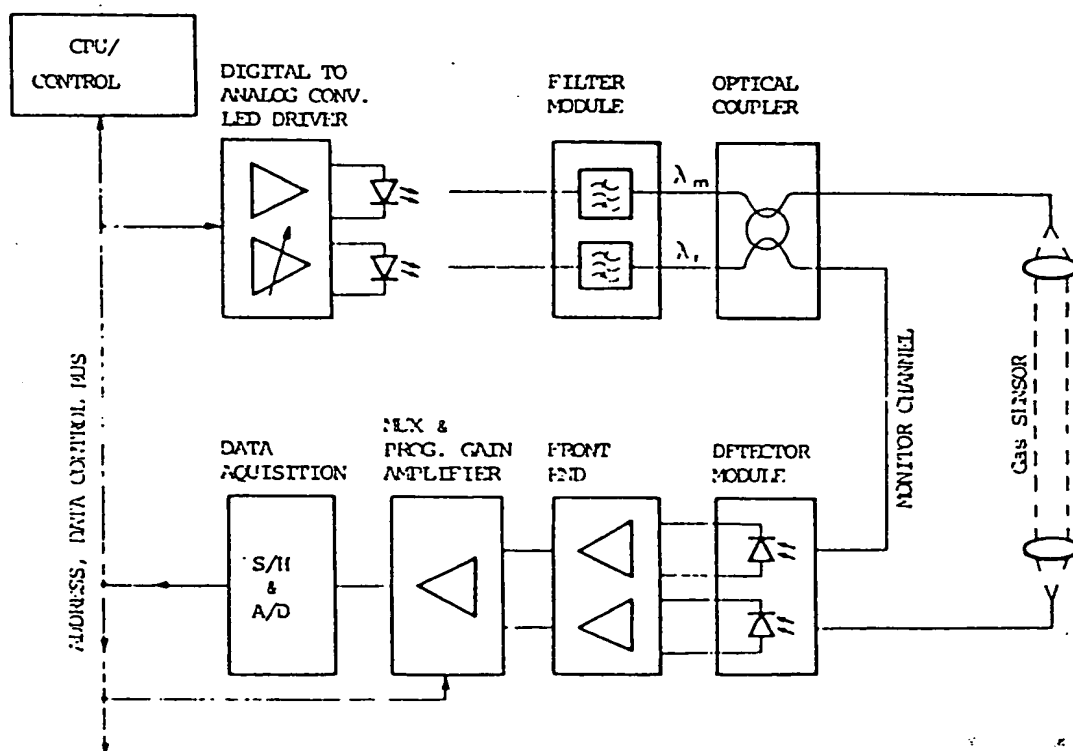 CPU/
CONTROL
DIGITAL TO
ANALOG CONV.
LED DRIVER
FILTER
MODULE
OPTICAL
COUPLER
λm
λr
ADDRESS, DATA CONTROL BUS
MONITOR CHANNEL
Gas SENSOR
DATA
AQUISITION
MUX &
PROG. GAIN
AMPLIFIER
FRONT
END
DETECTOR
MODULE
S/H
&
A/D